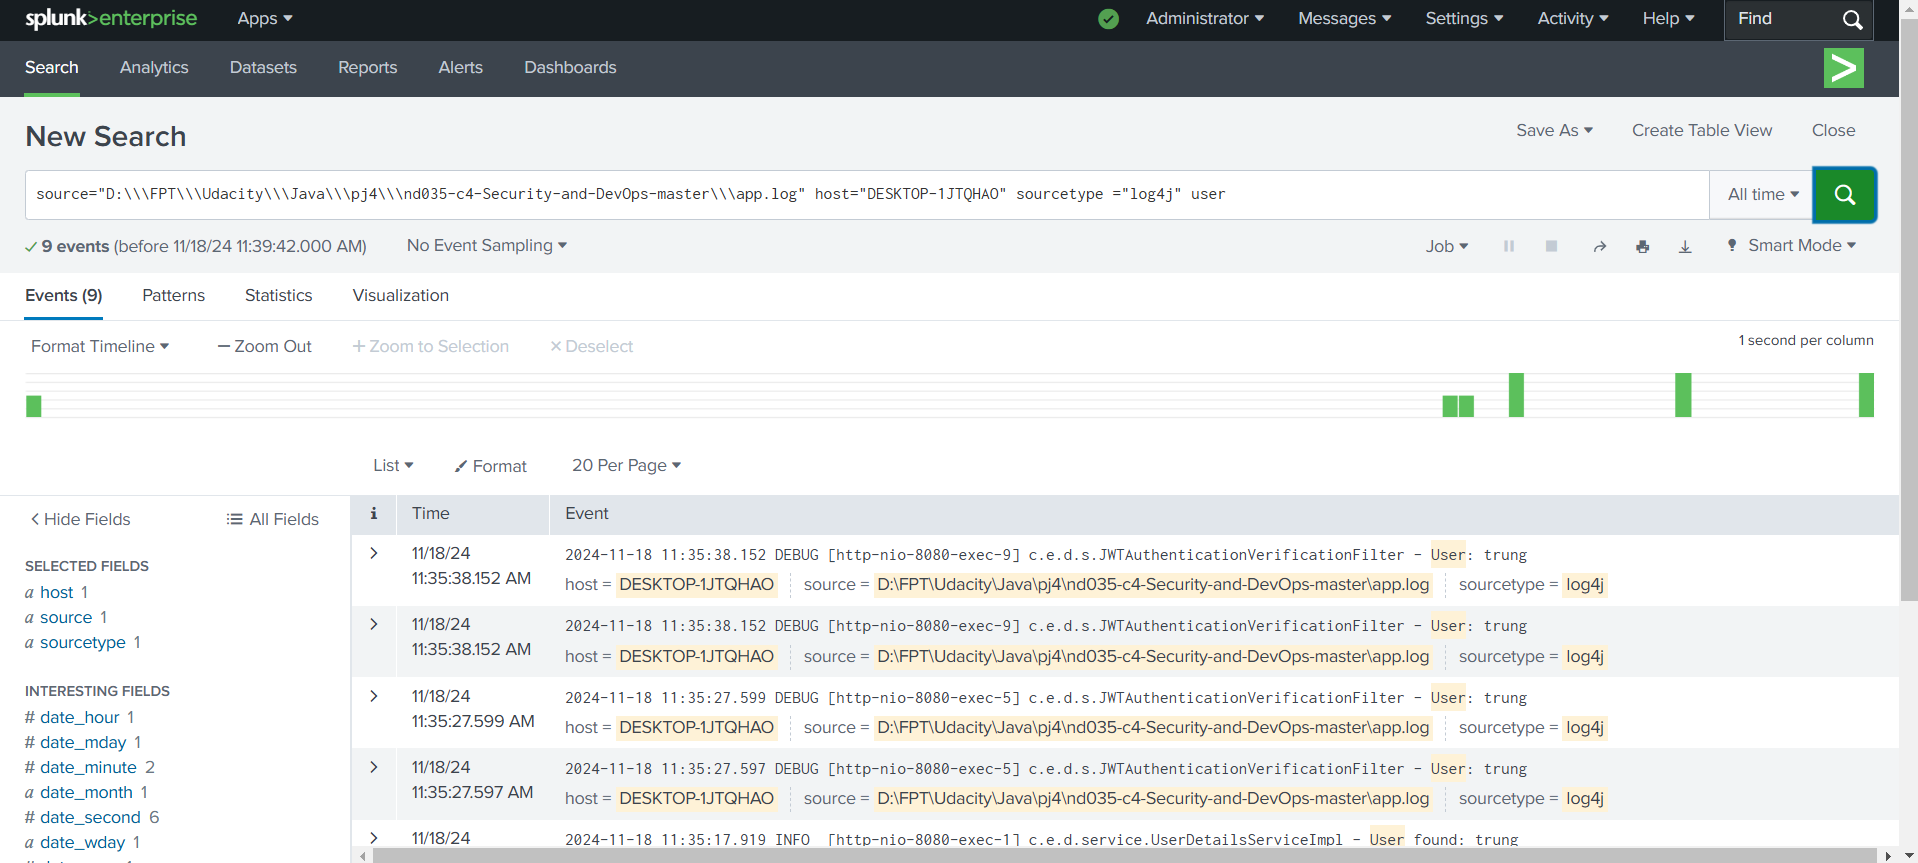 splunk>enterprise Apps Administrator Messages Settings Activity Help Find
Search Analytics Datasets Reports Alerts Dashboards
New Search
Save As Create Table View Close
source="D:\\\FPT\\\Udacity\\\Java\\\pj4\\\nd035-c4-Security-and-DevOps-master\\\app.log" host="DESKTOP-1JTQHAO" sourcetype ="log4j" user
All time
9 events (before 11/18/24 11:39:42.000 AM) No Event Sampling Job Smart Mode
Events (9) Patterns Statistics Visualization
Format Timeline — Zoom Out + Zoom to Selection × Deselect 1 second per column
List Format 20 Per Page
Hide Fields All Fields
SELECTED FIELDS
a host 1
a source 1
a sourcetype 1
INTERESTING FIELDS
# date_hour 1
# date_mday 1
# date_minute 2
a date_month 1
# date_second 6
a date_wday 1
i Time Event
11/18/24 2024-11-18 11:35:38.152 DEBUG [http-nio-8080-exec-9] c.e.d.s.JWTAuthenticationVerificationFilter - User: trung
11:35:38.152 AM host = DESKTOP-1JTQHAO source = D:\FPT\Udacity\Java\pj4\nd035-c4-Security-and-DevOps-master\app.log sourcetype = log4j
11/18/24 2024-11-18 11:35:38.152 DEBUG [http-nio-8080-exec-9] c.e.d.s.JWTAuthenticationVerificationFilter - User: trung
11:35:38.152 AM host = DESKTOP-1JTQHAO source = D:\FPT\Udacity\Java\pj4\nd035-c4-Security-and-DevOps-master\app.log sourcetype = log4j
11/18/24 2024-11-18 11:35:27.599 DEBUG [http-nio-8080-exec-5] c.e.d.s.JWTAuthenticationVerificationFilter - User: trung
11:35:27.599 AM host = DESKTOP-1JTQHAO source = D:\FPT\Udacity\Java\pj4\nd035-c4-Security-and-DevOps-master\app.log sourcetype = log4j
11/18/24 2024-11-18 11:35:27.597 DEBUG [http-nio-8080-exec-5] c.e.d.s.JWTAuthenticationVerificationFilter - User: trung
11:35:27.597 AM host = DESKTOP-1JTQHAO source = D:\FPT\Udacity\Java\pj4\nd035-c4-Security-and-DevOps-master\app.log sourcetype = log4j
11/18/24 2024-11-18 11:35:17.919 INFO [http-nio-8080-exec-1] c.e.d.service.UserDetailsServiceImpl - User found: trung